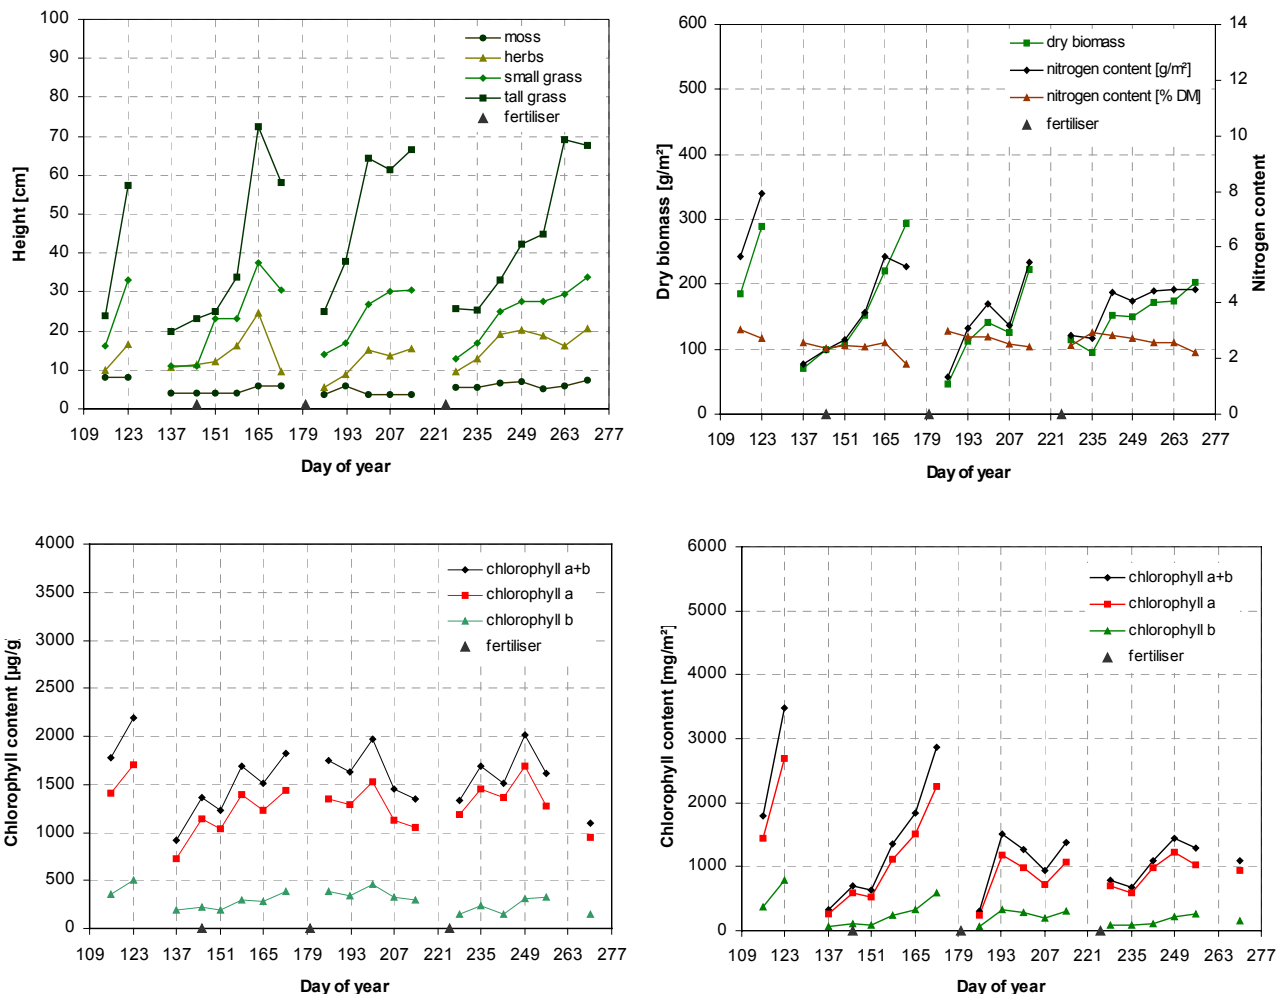 100
90
80
70
60
50
40
30
20
10
0
Height [cm]
moss
herbs
small grass
tall grass
fertiliser
109 123 137 151 165 179 193 207 221 235 249 263 277
Day of year
600
500
400
300
200
100
0
Dry biomass [g/m²]
dry biomass
nitrogen content [g/m²]
nitrogen content [% DM]
fertiliser
14
12
10
8
6
4
2
0
Nitrogen content
109 123 137 151 165 179 193 207 221 235 249 263 277
Day of year
4000
3500
3000
2500
2000
1500
1000
500
0
Chlorophyll content [µg/g
chlorophyll a+b
chlorophyll a
chlorophyll b
fertiliser
109 123 137 151 165 179 193 207 221 235 249 263 277
Day of year
6000
5000
4000
3000
2000
1000
0
Chlorophyll content [mg/m²]
chlorophyll a+b
chlorophyll a
chlorophyll b
fertiliser
109 123 137 151 165 179 193 207 221 235 249 263 277
Day of year